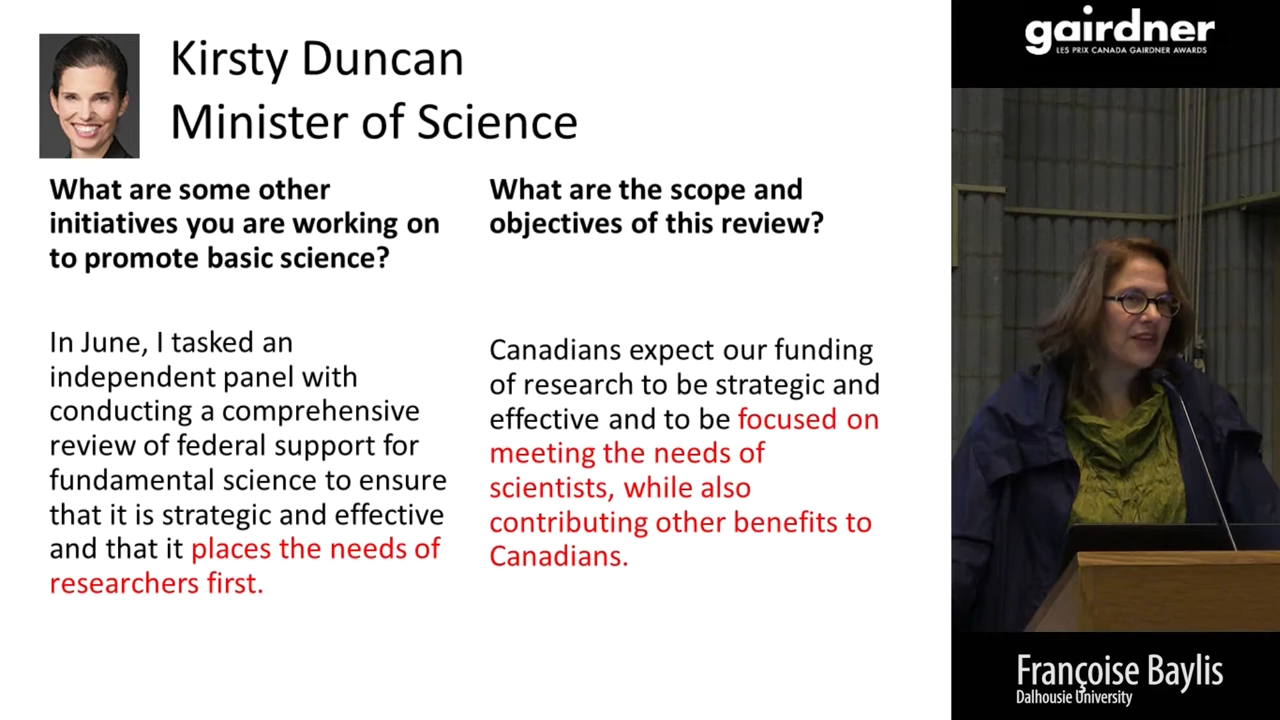 Kirsty Duncan
Minister of Science
What are some other
initiatives you are working on
to promote basic science?
In June, I tasked an
independent panel with
conducting a comprehensive
review of federal support for
fundamental science to ensure
that it is strategic and effective
and that it places the needs of
researchers first.
What are the scope and
objectives of this review?
Canadians expect our funding
of research to be strategic and
effective and to be focused on
meeting the needs of
scientists, while also
contributing other benefits to
Canadians.
gairdner
LES PRIX CANADA GAIRDNER AWARDS
Françoise Baylis
Dalhousie University